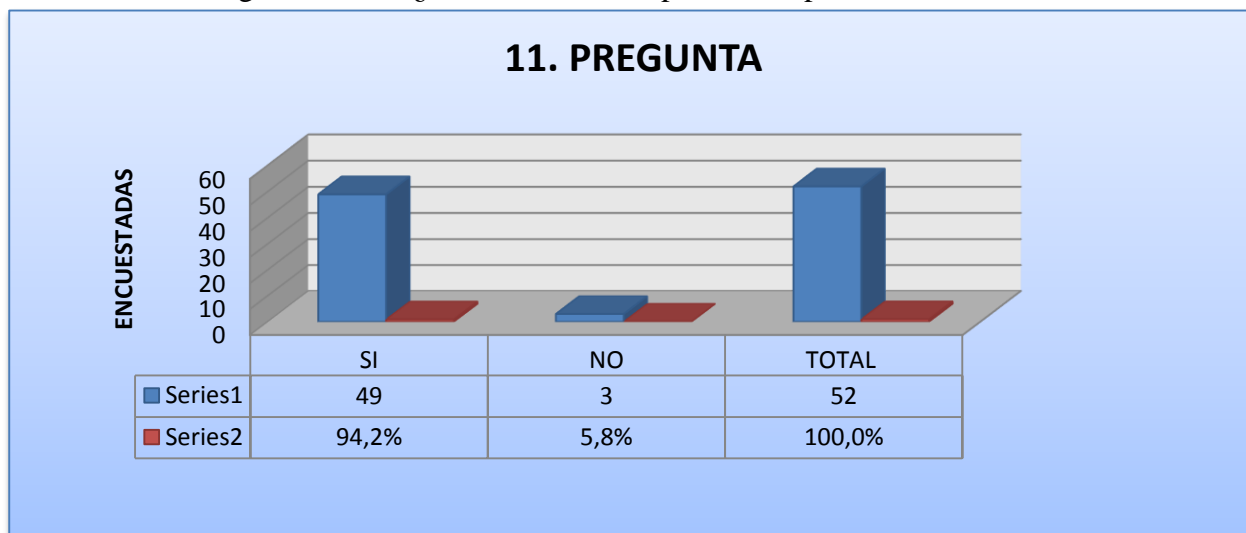 11. PREGUNTA
ENCUESTADAS
60
50
40
30
20
10
0
SI NO TOTAL
Series1 49 3 52
Series2 94,2% 5,8% 100,0%